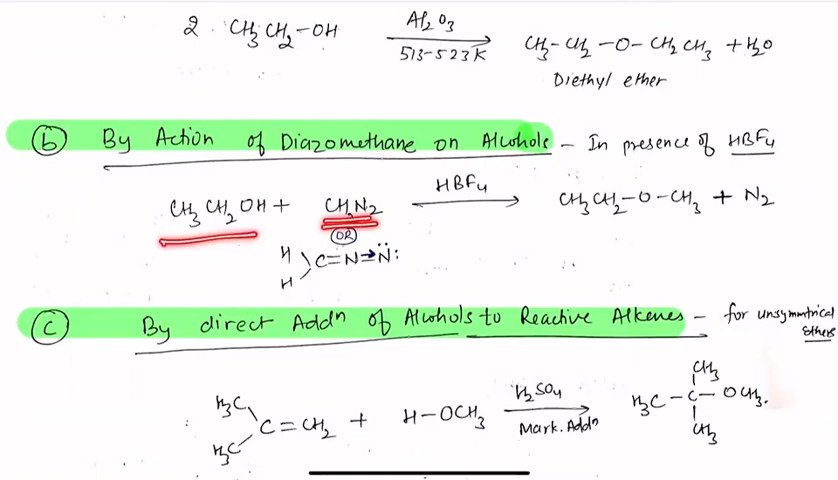 2 CH3CH2-OH Al2O3 513-523K CH3-CH2-O-CH2CH3 + H2O
Diethyl ether
(b) By Action of Diazomethane on Alcohole - In presence of HBF4
CH3CH2OH + CH2N2 HBF4 CH3CH2-O-CH3 + N2
(OR)
H
C=N→N̈:
H
(c) By direct Addn of Alcohols to Reactive Alkenes - for unsymmtrical
Ethers
H3C
H3C
C=CH2 + H-OCH3 H2SO4 Mark. Addn
CH3
H3C-C-OCH3.
CH3